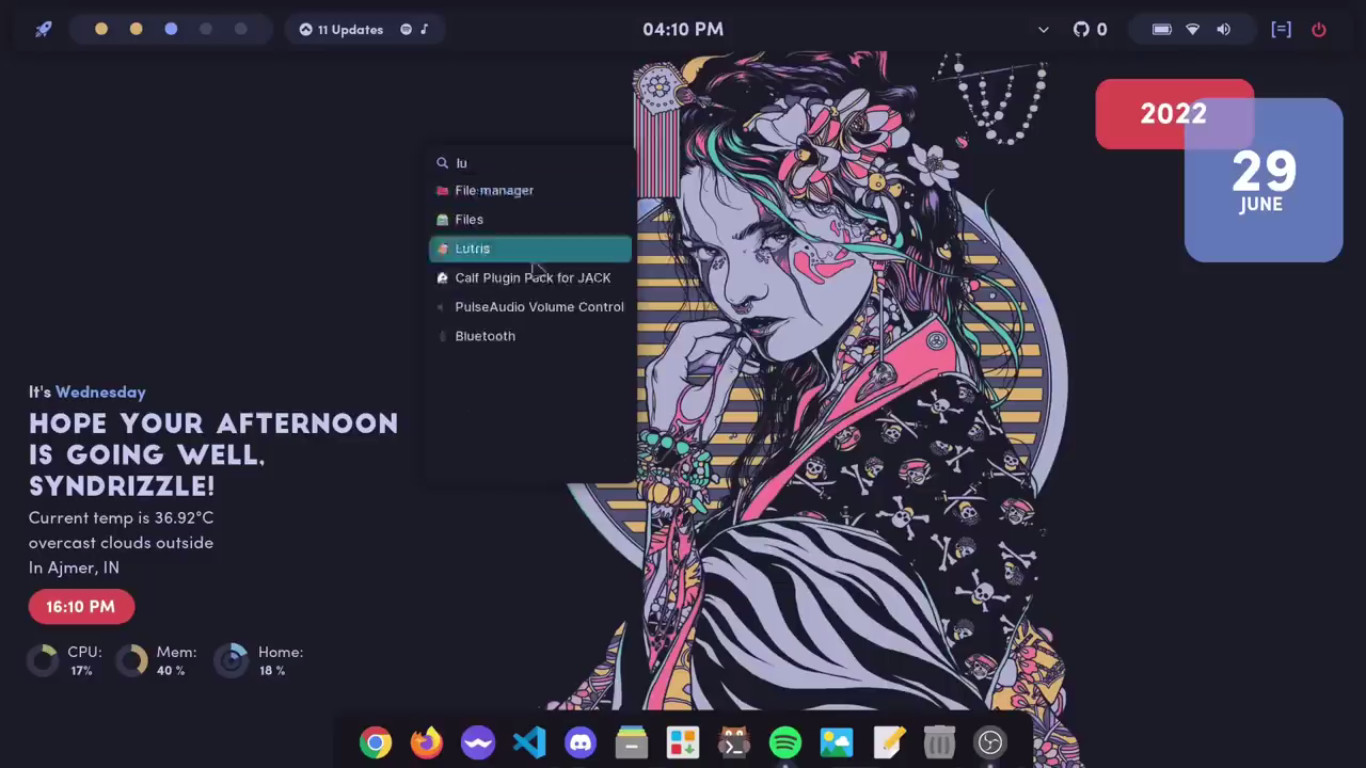 11 Updates
04:10 PM
0
[=]
2022
29
JUNE
lu
File manager
Files
Lutris
Calf Plugin Pack for JACK
PulseAudio Volume Control
Bluetooth
It's Wednesday
HOPE YOUR AFTERNOON
IS GOING WELL,
SYNDRIZZLE!
Current temp is 36.92°C
overcast clouds outside
In Ajmer, IN
16:10 PM
CPU: Mem: Home:
17% 40 % 18 %